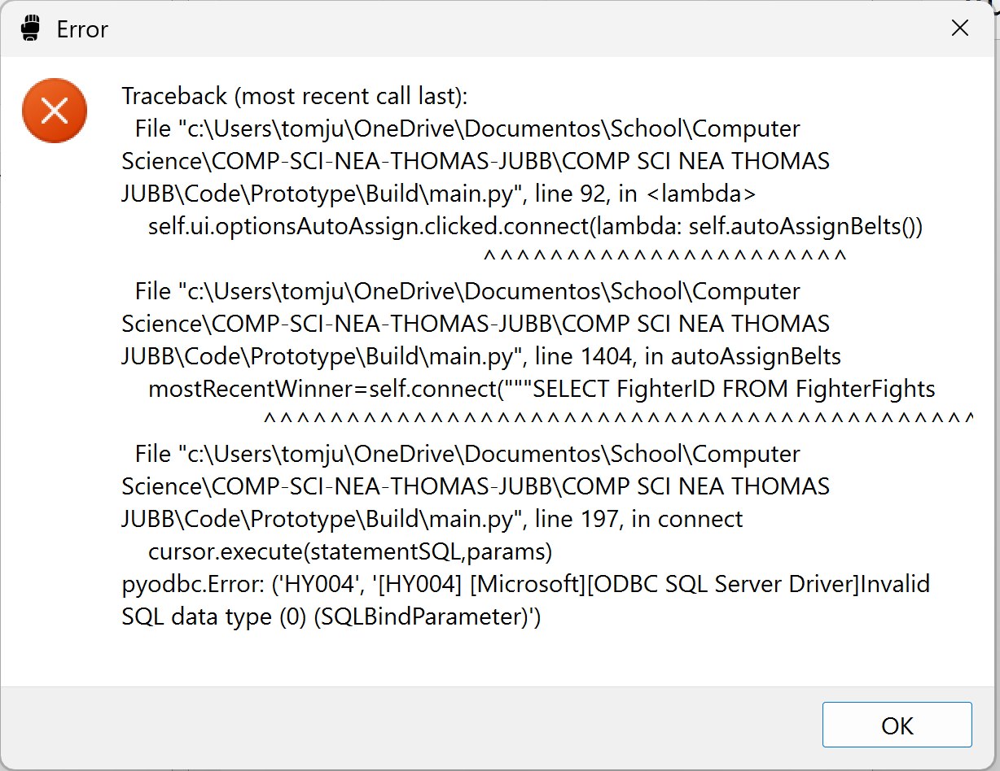 Error
Traceback (most recent call last):
File "c:\Users\tomju\OneDrive\Documentos\School\Computer
Science\COMP-SCI-NEA-THOMAS-JUBB\COMP SCI NEA THOMAS
JUBB\Code\Prototype\Build\main.py", line 92, in <lambda>
self.ui.optionsAutoAssign.clicked.connect(lambda: self.autoAssignBelts())
^^^^^^^^^^^^^^^^^^^^^^
File "c:\Users\tomju\OneDrive\Documentos\School\Computer
Science\COMP-SCI-NEA-THOMAS-JUBB\COMP SCI NEA THOMAS
JUBB\Code\Prototype\Build\main.py", line 1404, in autoAssignBelts
mostRecentWinner=self.connect("""SELECT FighterID FROM FighterFights
^^^^^^^^^^^^^^^^^^^^^^^^^^^^^^^^^^^^^^^^^^^
File "c:\Users\tomju\OneDrive\Documentos\School\Computer
Science\COMP-SCI-NEA-THOMAS-JUBB\COMP SCI NEA THOMAS
JUBB\Code\Prototype\Build\main.py", line 197, in connect
cursor.execute(statementSQL,params)
pyodbc.Error: ('HY004', '[HY004] [Microsoft][ODBC SQL Server Driver]Invalid
SQL data type (0) (SQLBindParameter)')
OK